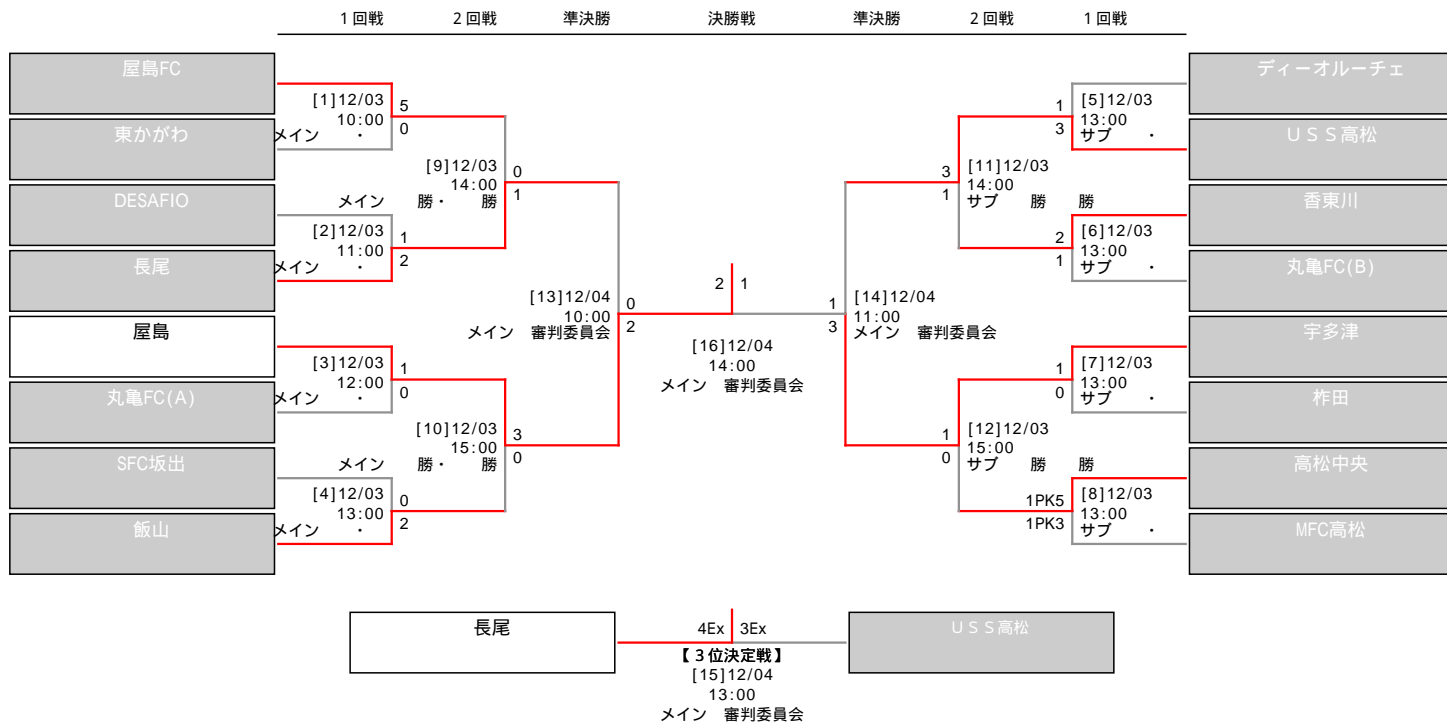 1回戦 2回戦 準決勝 決勝戦 準決勝 2回戦 1回戦
屋島FC
[1]12/03
10:00
メイン ・
5
0
東かがわ
[9]12/03
14:00
メイン 勝・ 勝
0
1
DESAFIO
[2]12/03
11:00
メイン ・
1
2
長尾
[13]12/04
10:00
メイン 審判委員会
0
2
屋島
[3]12/03
12:00
メイン ・
1
0
丸亀FC(A)
[10]12/03
15:00
メイン 勝・ 勝
3
0
SFC坂出
[4]12/03
13:00
メイン ・
0
2
飯山
2 1
[16]12/04
14:00
メイン 審判委員会
ディーオルーチェ
1
3
[5]12/03
13:00
サブ ・
USS高松
3
1
[11]12/03
14:00
サブ 勝 勝
香東川
2
1
[6]12/03
13:00
サブ ・
丸亀FC(B)
1
3
[14]12/04
11:00
メイン 審判委員会
宇多津
1
0
[7]12/03
13:00
サブ ・
柞田
1
0
[12]12/03
15:00
サブ 勝 勝
高松中央
1PK5
1PK3
[8]12/03
13:00
サブ ・
MFC高松
長尾
4Ex 3Ex
USS高松
【3位決定戦】
[15]12/04
13:00
メイン 審判委員会